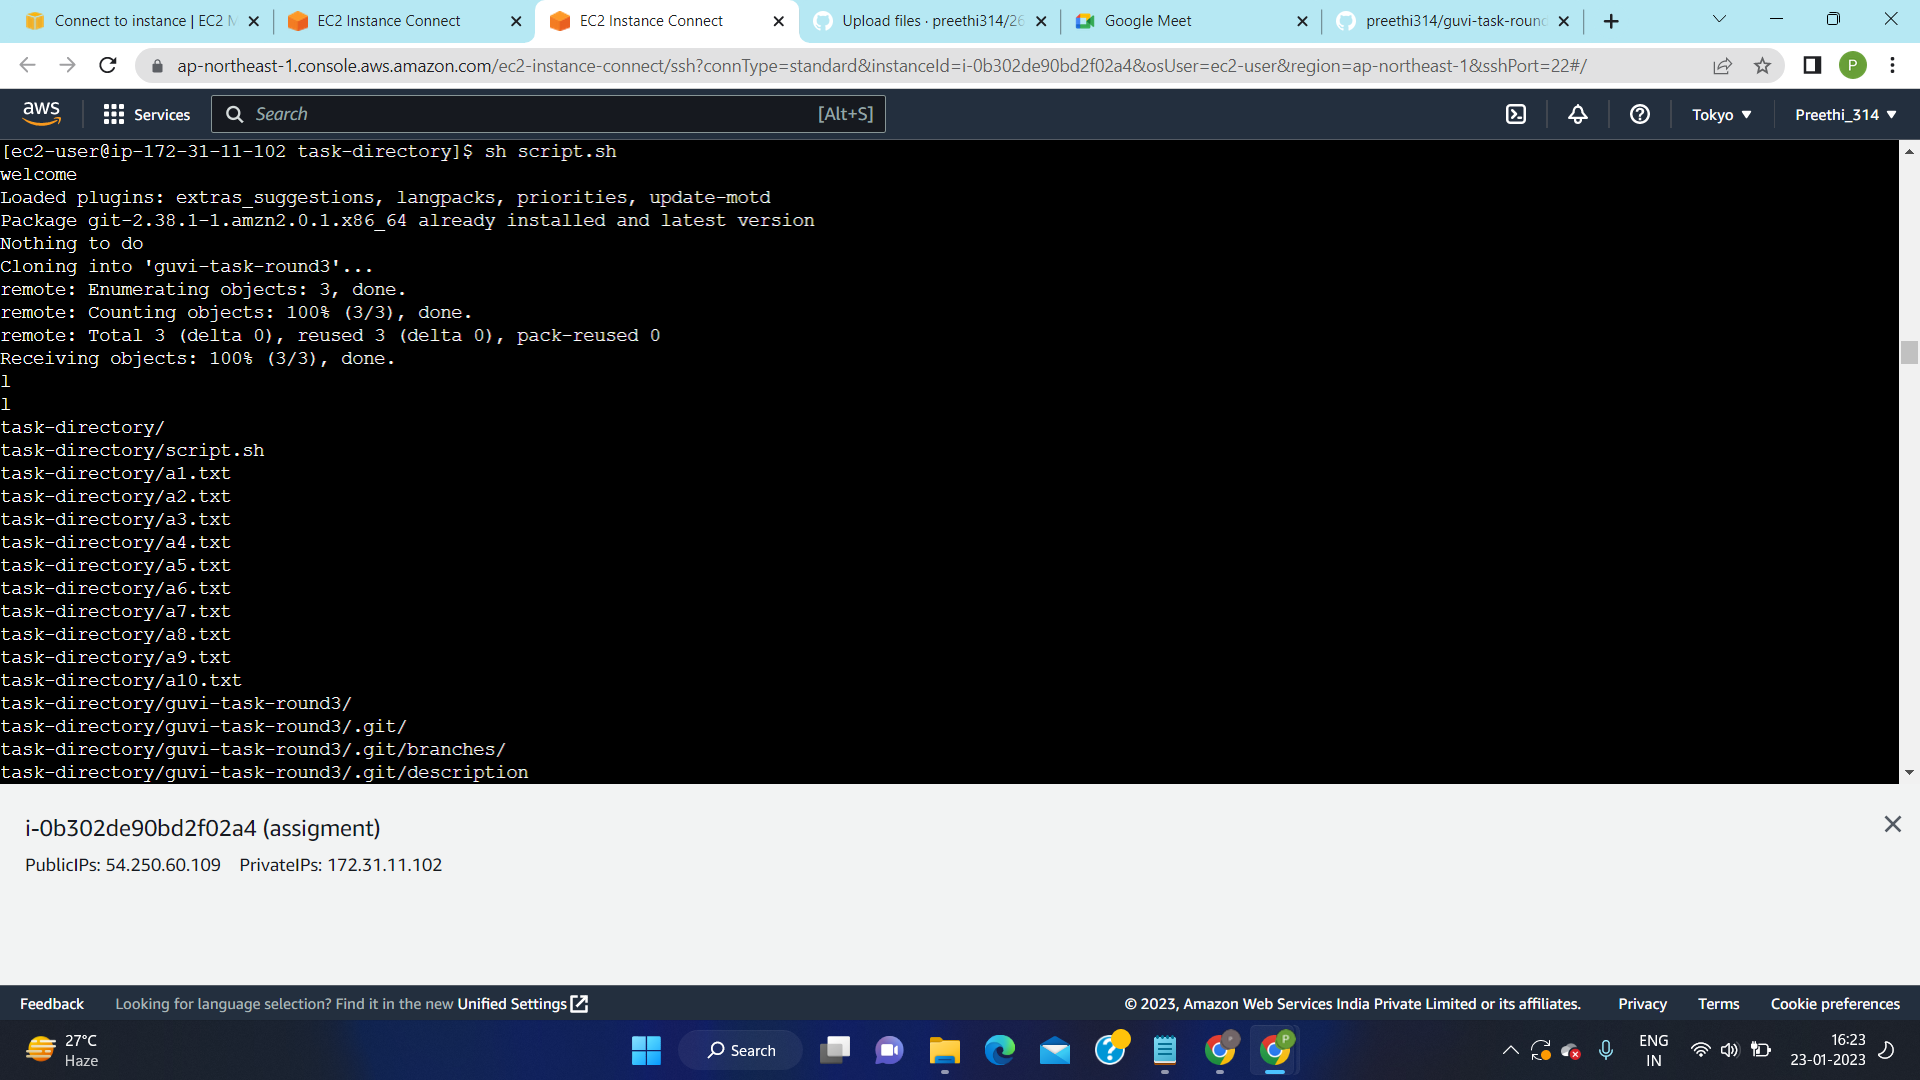 Connect to instance | EC2 M
EC2 Instance Connect
EC2 Instance Connect
Upload files · preethi314/26
Google Meet
preethi314/guvi-task-round
ap-northeast-1.console.aws.amazon.com/ec2-instance-connect/ssh?connType=standard&instanceId=i-0b302de90bd2f02a4&osUser=ec2-user&region=ap-northeast-1&sshPort=22#/
P
aws
Services
Search
[Alt+S]
Tokyo
Preethi_314
[ec2-user@ip-172-31-11-102 task-directory]$ sh script.sh
welcome
Loaded plugins: extras_suggestions, langpacks, priorities, update-motd
Package git-2.38.1-1.amzn2.0.1.x86_64 already installed and latest version
Nothing to do
Cloning into 'guvi-task-round3'...
remote: Enumerating objects: 3, done.
remote: Counting objects: 100% (3/3), done.
remote: Total 3 (delta 0), reused 3 (delta 0), pack-reused 0
Receiving objects: 100% (3/3), done.
l
l
task-directory/
task-directory/script.sh
task-directory/a1.txt
task-directory/a2.txt
task-directory/a3.txt
task-directory/a4.txt
task-directory/a5.txt
task-directory/a6.txt
task-directory/a7.txt
task-directory/a8.txt
task-directory/a9.txt
task-directory/a10.txt
task-directory/guvi-task-round3/
task-directory/guvi-task-round3/.git/
task-directory/guvi-task-round3/.git/branches/
task-directory/guvi-task-round3/.git/description
i-0b302de90bd2f02a4 (assigment)
PublicIPs: 54.250.60.109 PrivateIPs: 172.31.11.102
Feedback
Looking for language selection? Find it in the new Unified Settings
© 2023, Amazon Web Services India Private Limited or its affiliates.
Privacy
Terms
Cookie preferences
27°C
Haze
Search
P
P
ENG
IN
16:23
23-01-2023